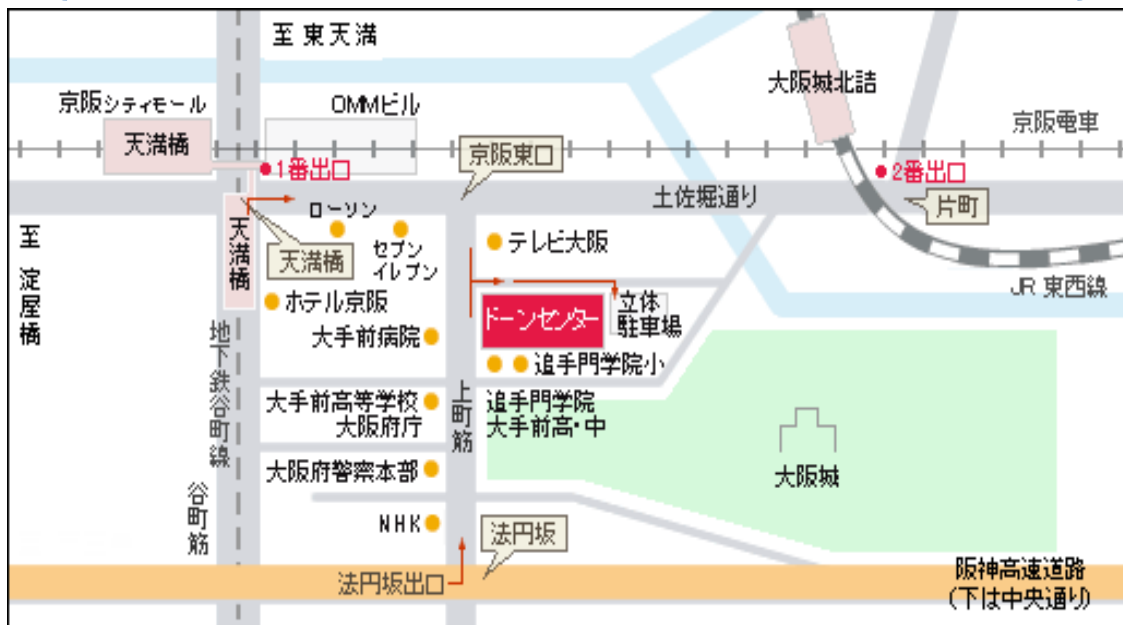 至 東天満
大阪城北詰
京阪シティモール
OMMビル
京阪電車
天満橋
京阪東口
1番出口
2番出口
土佐堀通り
片町
ローソン
至 淀屋橋
天満橋
天満橋
セブン
イレブン
テレビ大阪
JR 東西線
ホテル京阪
ドーンセンター
立体
駐車場
大手前病院
追手門学院小
地下鉄谷町線
上町筋
大手前高等学校
大阪府庁
追手門学院
大手前高・中
大阪府警察本部
大阪城
谷町筋
NHK
法円坂
法円坂出口
阪神高速道路
(下は中央通り)